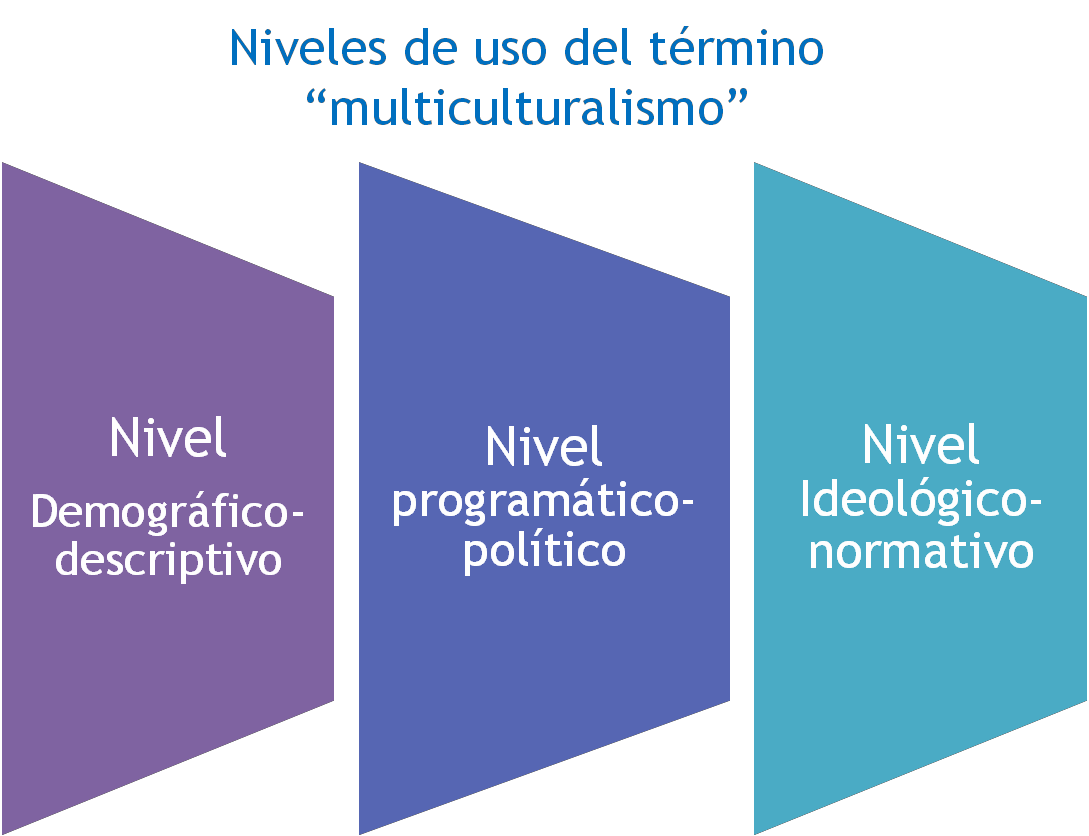 Niveles de uso del término
“multiculturalismo”
Nivel
Demográfico-
descriptivo
Nivel
programático-
político
Nivel
Ideológico-
normativo